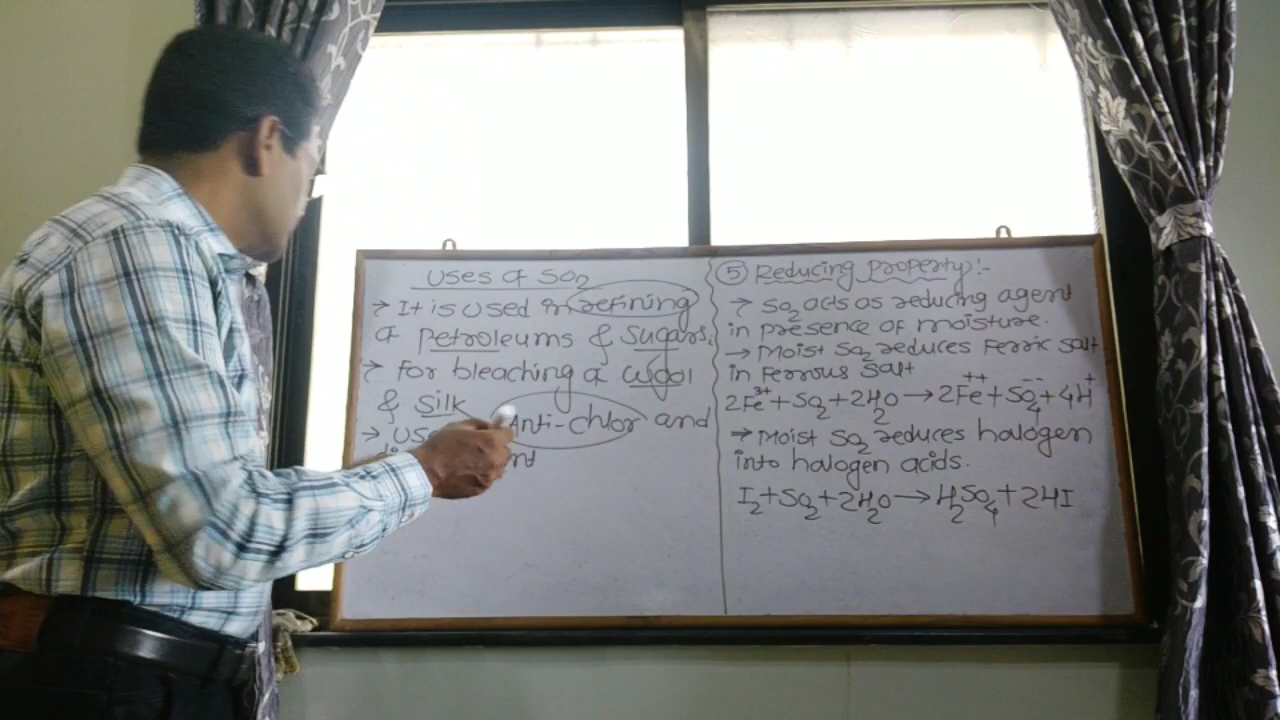 Uses of SO2
→ It is used in refining
of Petroleums & Sugars.
→ for bleaching of wool
& Silk
→ Anti-chlor and
⑤ Reducing property:-
→ SO2 acts as reducing agent
in presence of moisture.
→ Moist SO2 reduces Ferric salt
in Ferrous salt
2Fe³⁺ + SO2 + 2H2O → 2Fe⁺⁺ + SO4⁻⁻ + 4H⁺
→ Moist SO2 reduces halogen
into halogen acids.
I2 + SO2 + 2H2O → H2SO4 + 2HI